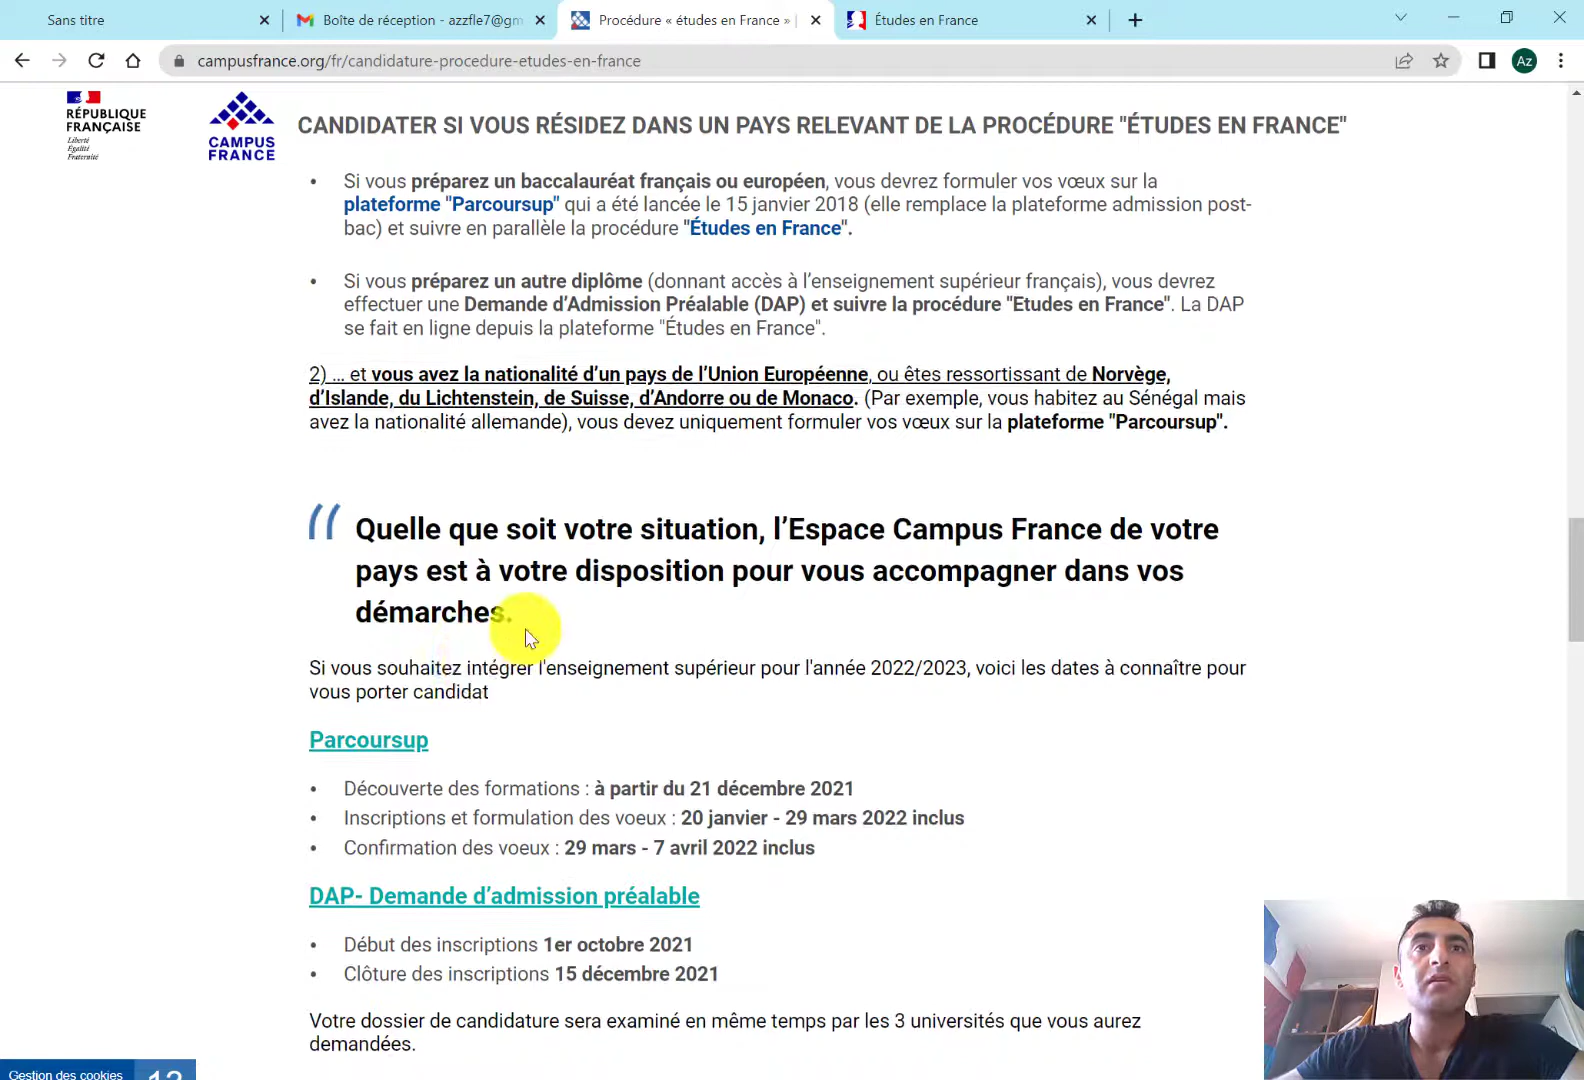 Sans titre
Boîte de réception - azzfle7@gm
Procédure « études en France » |
Études en France
campusfrance.org/fr/candidature-procedure-etudes-en-france
Az
RÉPUBLIQUE
FRANÇAISE
Liberté
Égalité
Fraternité
CAMPUS
FRANCE
CANDIDATER SI VOUS RÉSIDEZ DANS UN PAYS RELEVANT DE LA PROCÉDURE "ÉTUDES EN FRANCE"
• Si vous préparez un baccalauréat français ou européen, vous devrez formuler vos vœux sur la
plateforme "Parcoursup" qui a été lancée le 15 janvier 2018 (elle remplace la plateforme admission post-
bac) et suivre en parallèle la procédure "Études en France".
• Si vous préparez un autre diplôme (donnant accès à l’enseignement supérieur français), vous devrez
effectuer une Demande d’Admission Préalable (DAP) et suivre la procédure "Etudes en France". La DAP
se fait en ligne depuis la plateforme "Études en France".
2) ... et vous avez la nationalité d’un pays de l’Union Européenne, ou êtes ressortissant de Norvège,
d’Islande, du Lichtenstein, de Suisse, d’Andorre ou de Monaco. (Par exemple, vous habitez au Sénégal mais
avez la nationalité allemande), vous devez uniquement formuler vos vœux sur la plateforme "Parcoursup".
Quelle que soit votre situation, l’Espace Campus France de votre
pays est à votre disposition pour vous accompagner dans vos
démarches.
Si vous souhaitez intégrer l'enseignement supérieur pour l'année 2022/2023, voici les dates à connaître pour
vous porter candidat
Parcoursup
• Découverte des formations : à partir du 21 décembre 2021
• Inscriptions et formulation des voeux : 20 janvier - 29 mars 2022 inclus
• Confirmation des voeux : 29 mars - 7 avril 2022 inclus
DAP- Demande d’admission préalable
• Début des inscriptions 1er octobre 2021
• Clôture des inscriptions 15 décembre 2021
Votre dossier de candidature sera examiné en même temps par les 3 universités que vous aurez
demandées.
Gestion des cookies